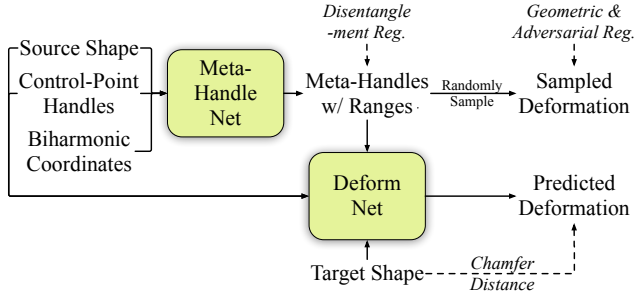 Disentangle
-ment Reg.
Geometric &
Adversarial Reg.
Source Shape
Control-Point
Handles
Biharmonic
Coordinates
Meta-
Handle
Net
Meta-Handles
w/ Ranges
Randomly
Sample
Sampled
Deformation
Deform
Net
Predicted
Deformation
Target Shape
Chamfer
Distance